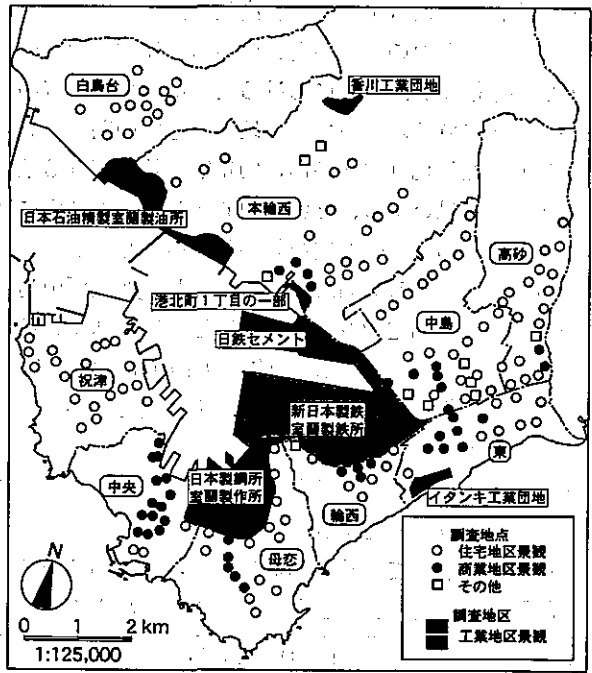 白鳥台
香川工業団地
日本石油精製室蘭製油所
本輪西
高砂
港北町1丁目の一部
中島
日鉄セメント
祝津
新日本製鉄
室蘭製鉄所
東
中央
日本製鋼所
室蘭製作所
イタンキ工業団地
輪西
母恋
N
0 1 2 km
1:125,000
調査地点
住宅地区景観
商業地区景観
その他
調査地区
工業地区景観